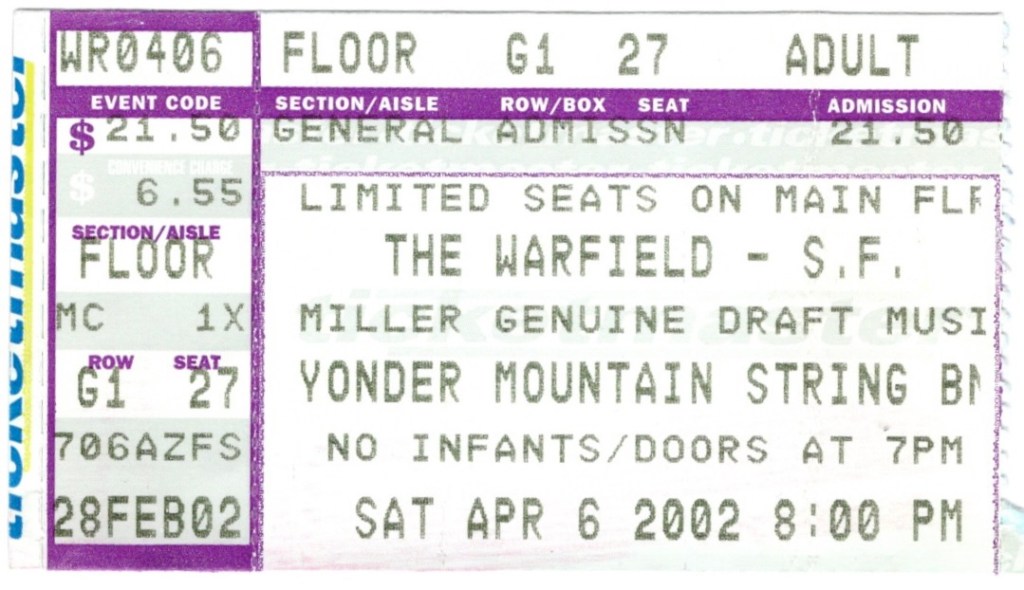 ticketmaster
WR0406 FLOOR G1 27 ADULT
EVENT CODE SECTION/AISLE ROW/BOX SEAT ADMISSION
$ 21.50 GENERAL ADMISSN 21.50
CONVENIENCE CHARGE
$ 6.55 LIMITED SEATS ON MAIN FLR
SECTION/AISLE
FLOOR THE WARFIELD - S.F.
MC 1X MILLER GENUINE DRAFT MUSI
ROW SEAT
G1 27 YONDER MOUNTAIN STRING BN
706AZFS NO INFANTS/DOORS AT 7PM
28FEB02 SAT APR 6 2002 8:00 PM